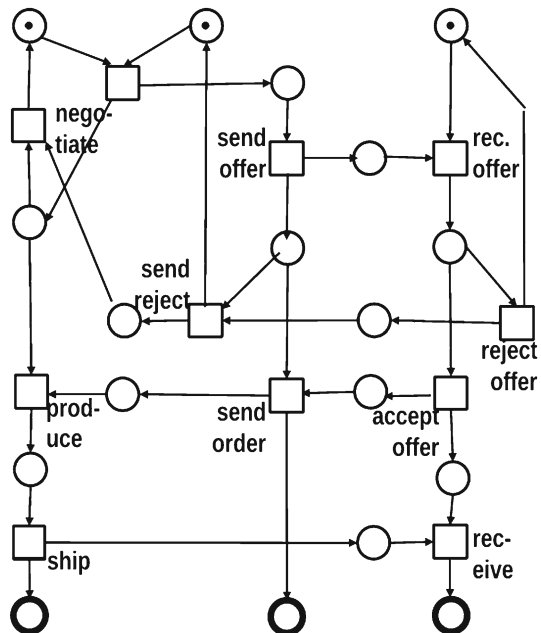 nego-
tiate
send
offer
rec.
offer
send
reject
reject
offer
prod-
uce
send
order
accept
offer
ship
rec-
eive